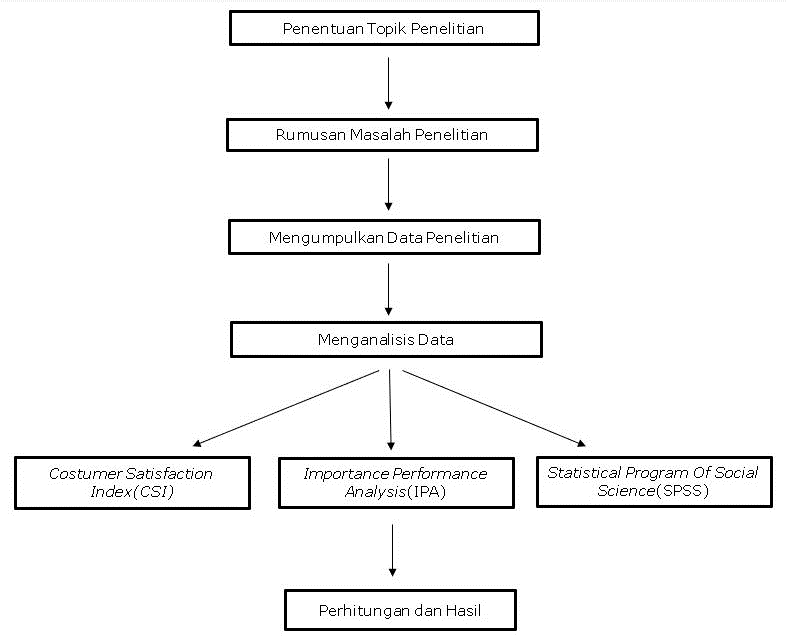 Penentuan Topik Penelitian
Rumusan Masalah Penelitian
Mengumpulkan Data Penelitian
Menganalisis Data
Costumer Satisfaction
Index(CSI)
Importance Performance
Analysis(IPA)
Statistical Program Of Social
Science(SPSS)
Perhitungan dan Hasil